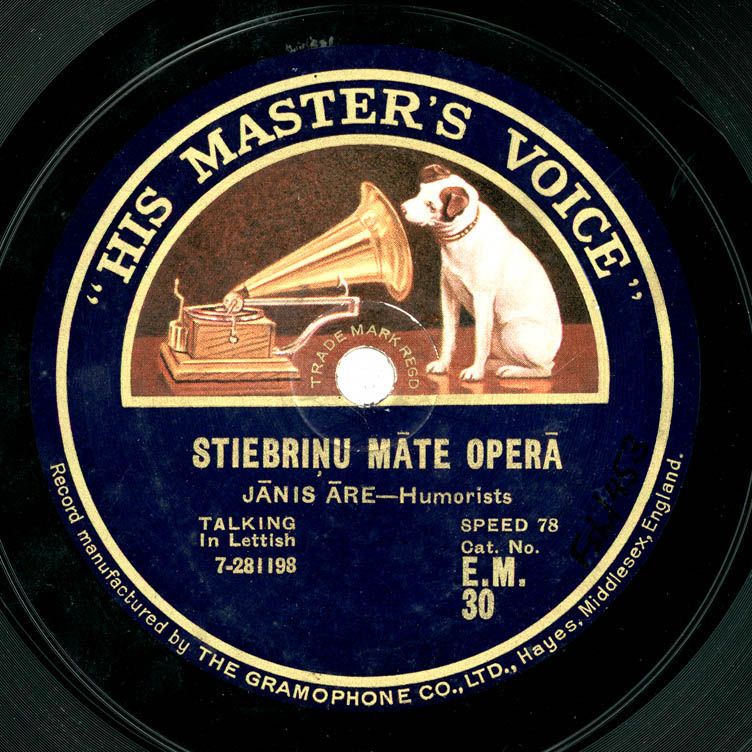 "HIS MASTER'S VOICE"
TRADE MARK REGD
STIEBRIŅU MĀTE OPERĀ
JĀNIS ĀRE—Humorists
TALKING
In Lettish
7-281198
SPEED 78
Cat. No.
E.M.
30
Record manufactured by THE GRAMOPHONE CO., LTD., Hayes, Middlesex, England.